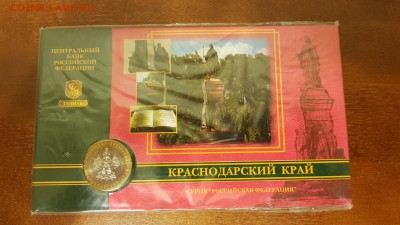 ЦЕНТРАЛЬНЫЙ
БАНК
РОССИЙСКОЙ
ФЕДЕРАЦИИ
КРАСНОДАРСКИЙ КРАЙ
СЕРИЯ "РОССИЙСКАЯ ФЕДЕРАЦИЯ"